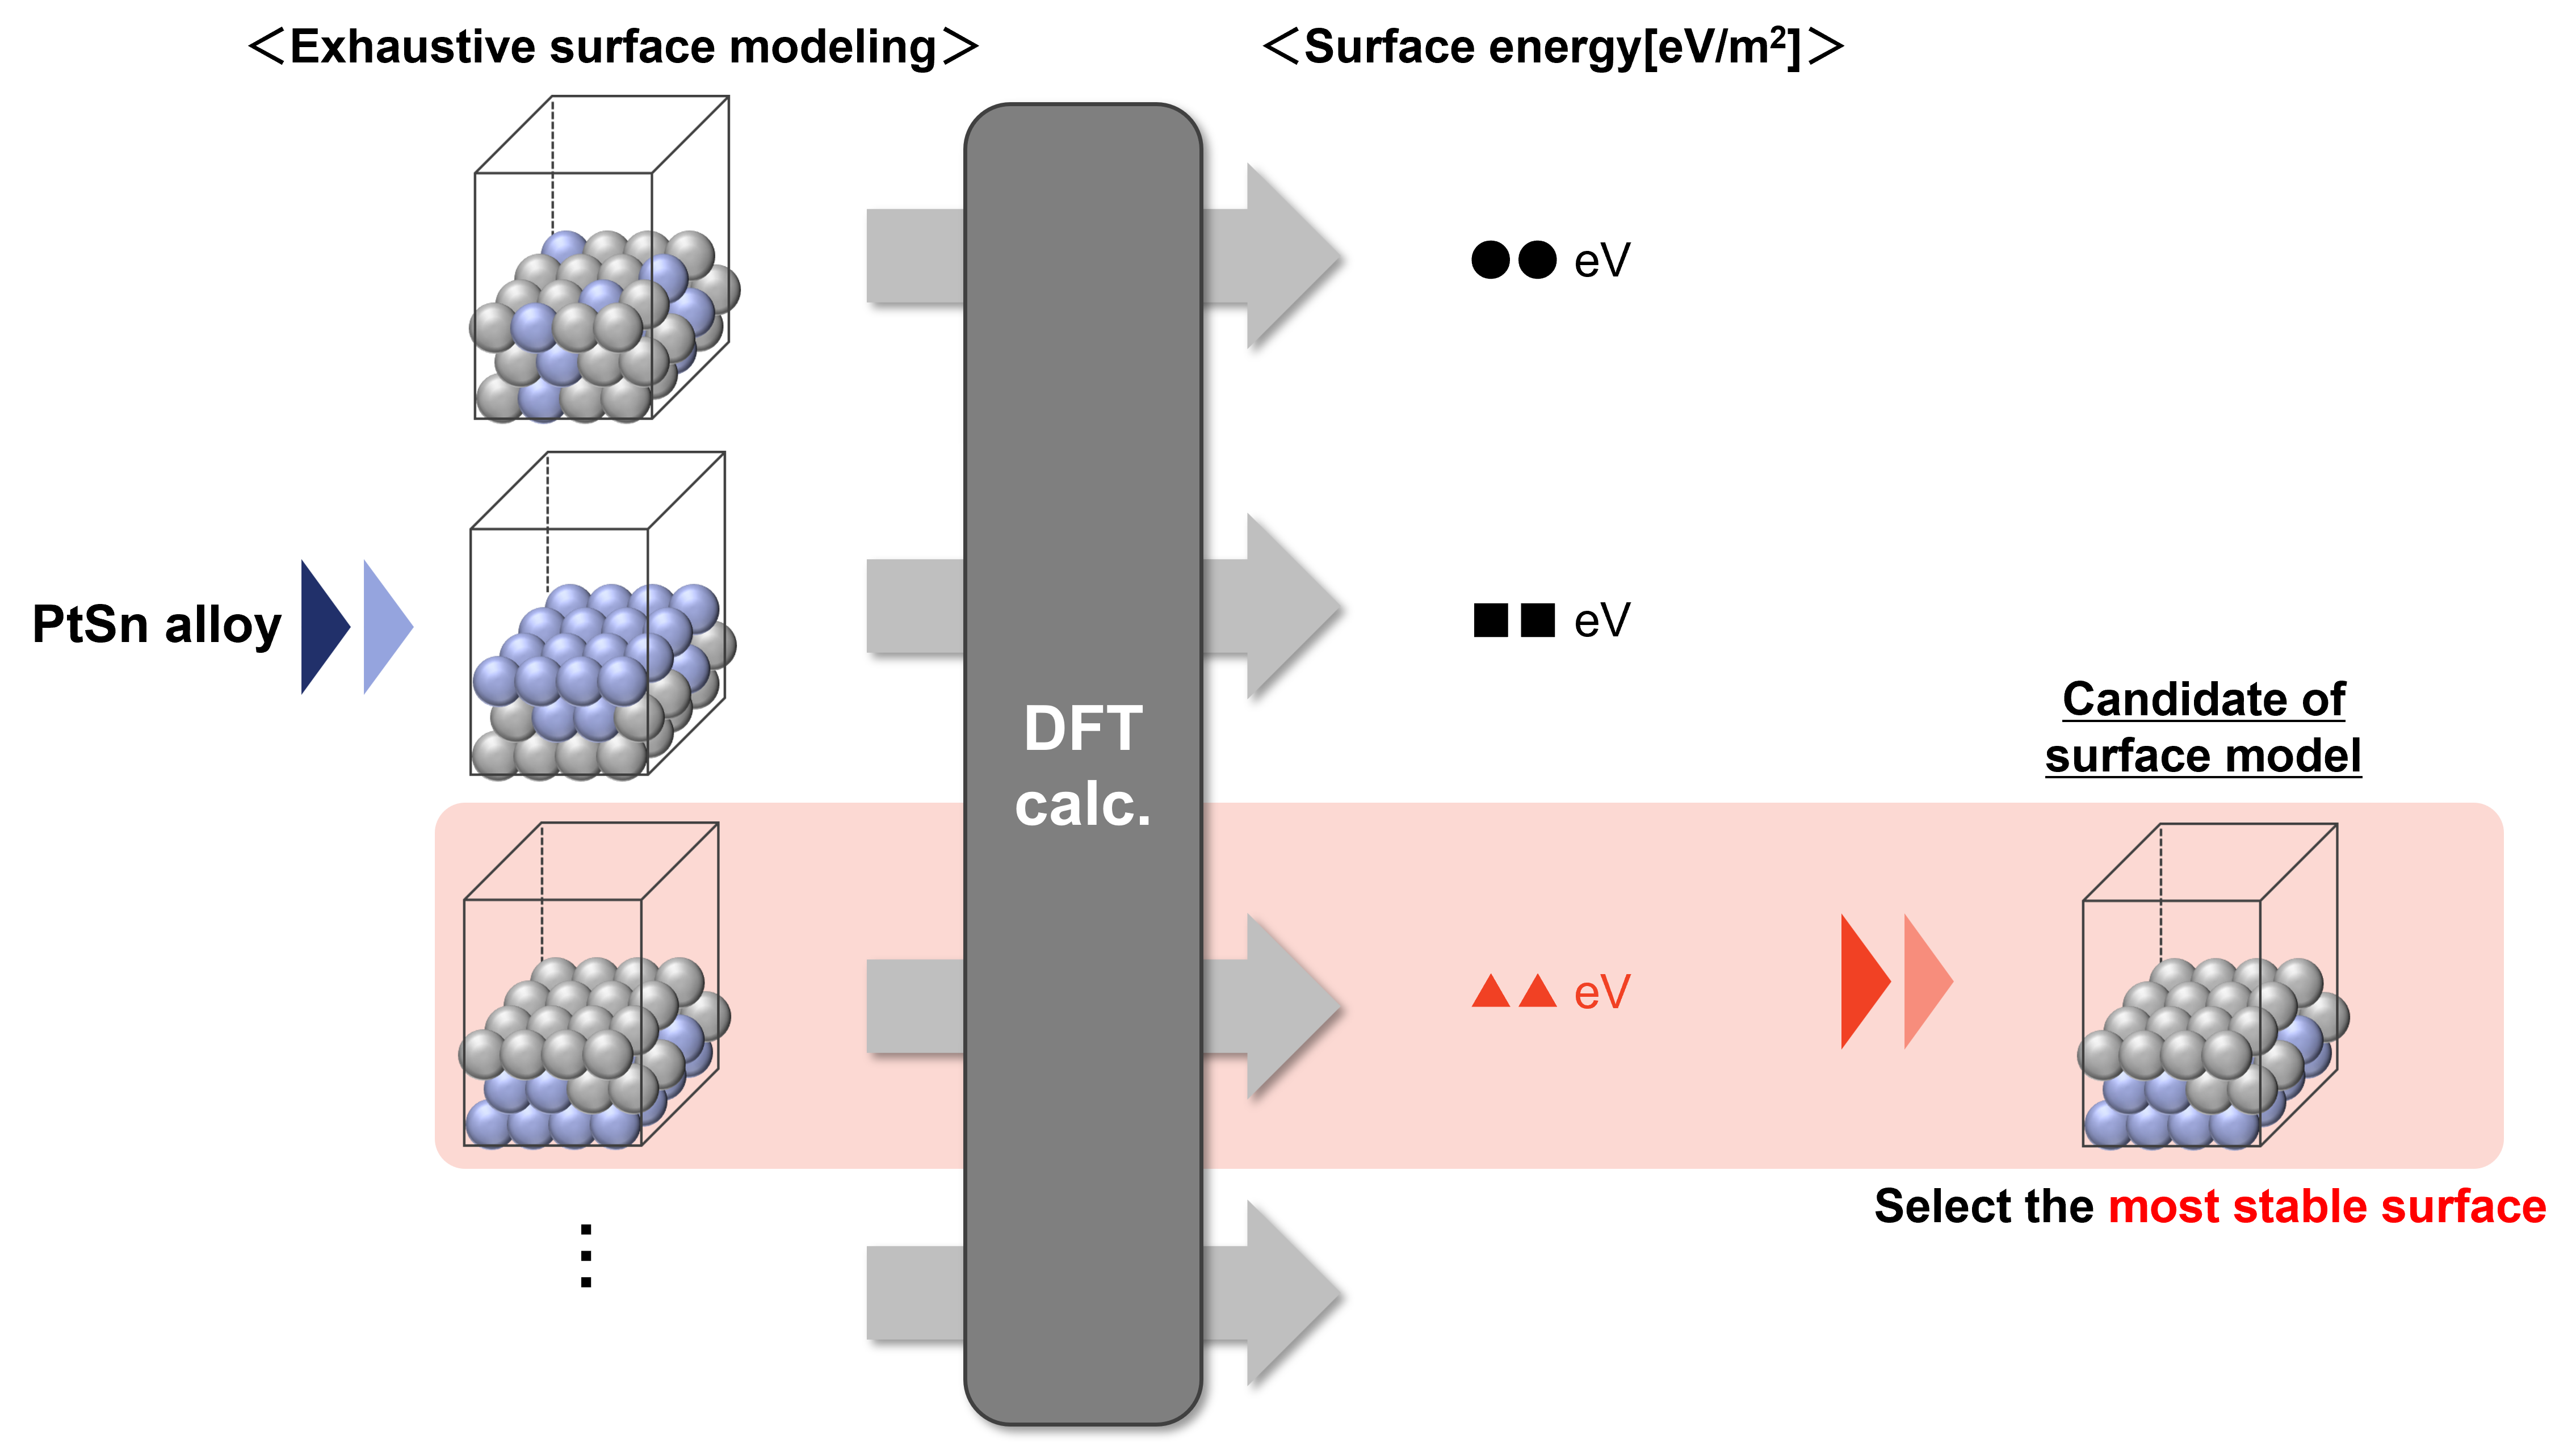 ＜Exhaustive surface modeling＞
＜Surface energy[eV/m²]＞
●● eV
PtSn alloy
■■ eV
DFT
calc.
Candidate of
surface model
▲▲ eV
Select the most stable surface
⋮